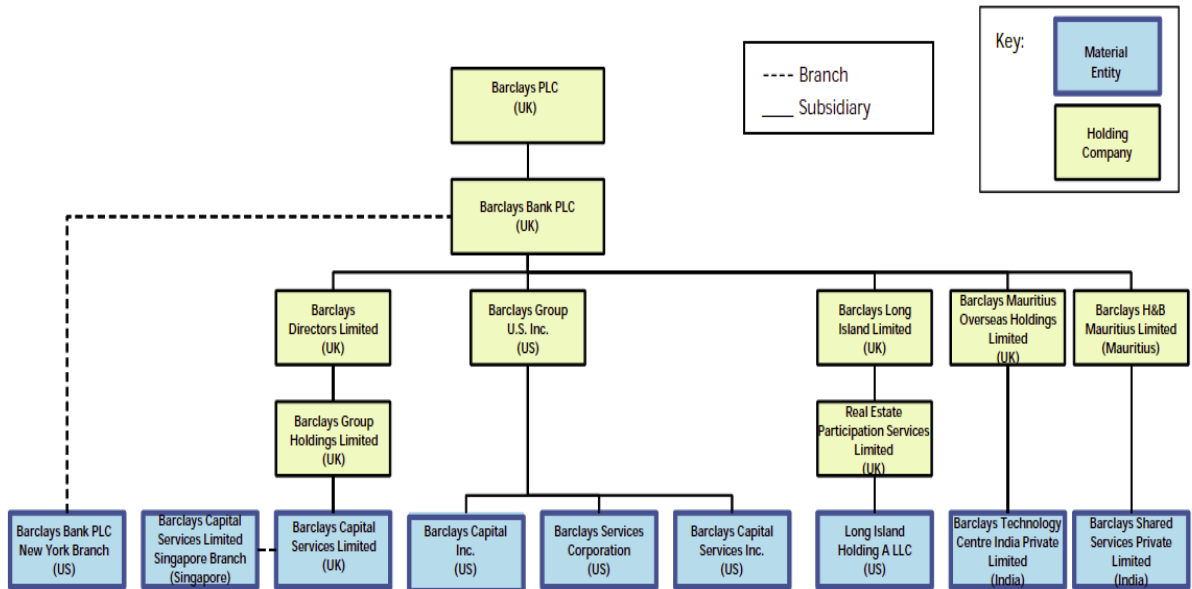 Key:
Material
Entity
Holding
Company
---- Branch
___ Subsidiary
Barclays PLC
(UK)
Barclays Bank PLC
(UK)
Barclays
Directors Limited
(UK)
Barclays Group
U.S. Inc.
(US)
Barclays Long
Island Limited
(UK)
Barclays Mauritius
Overseas Holdings
Limited
(UK)
Barclays H&B
Mauritius Limited
(Mauritius)
Barclays Group
Holdings Limited
(UK)
Real Estate
Participation Services
Limited
(UK)
Barclays Bank PLC
New York Branch
(US)
Barclays Capital
Services Limited
Singapore Branch
(Singapore)
Barclays Capital
Services Limited
(UK)
Barclays Capital
Inc.
(US)
Barclays Services
Corporation
(US)
Barclays Capital
Services Inc.
(US)
Long Island
Holding A LLC
(US)
Barclays Technology
Centre India Private
Limited
(India)
Barclays Shared
Services Private
Limited
(India)